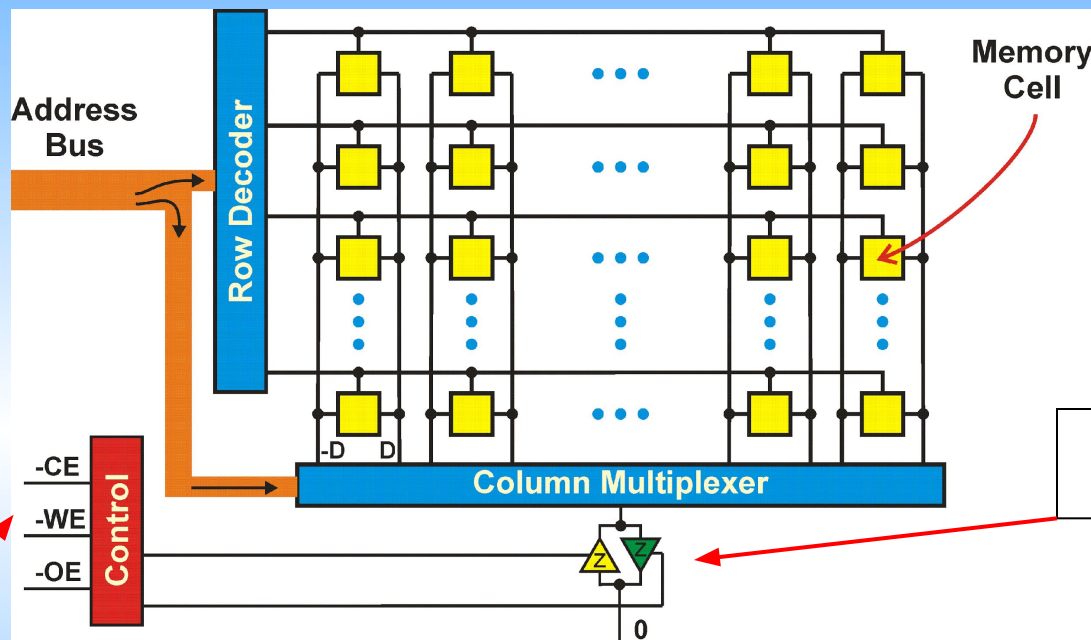 Address
Bus
Row Decoder
Memory
Cell
-D D
Column Multiplexer
-CE
-WE
-OE
Control
Z Z
0